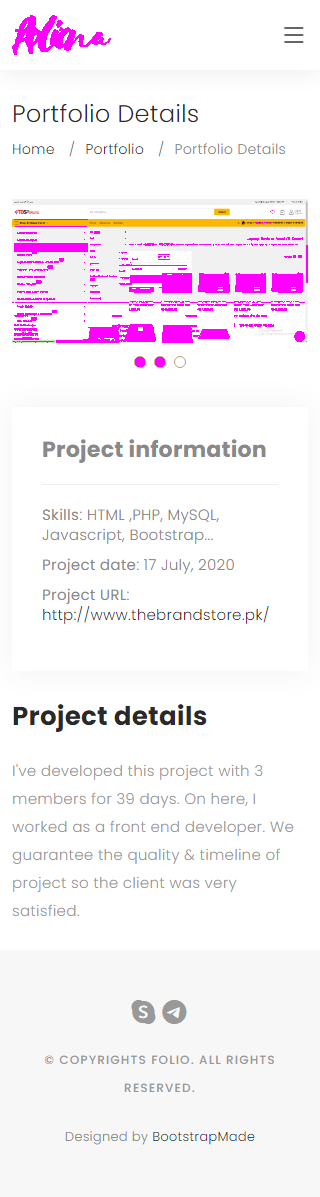 Aliona
Portfolio Details
Home / Portfolio / Portfolio Details
Project information
Skills: HTML ,PHP, MySQL,
Javascript, Bootstrap...
Project date: 17 July, 2020
Project URL:
http://www.thebrandstore.pk/
Project details
I've developed this project with 3
members for 39 days. On here, I
worked as a front end developer. We
guarantee the quality & timeline of
project so the client was very
satisfied.
© COPYRIGHTS FOLIO. ALL RIGHTS
RESERVED.
Designed by BootstrapMade